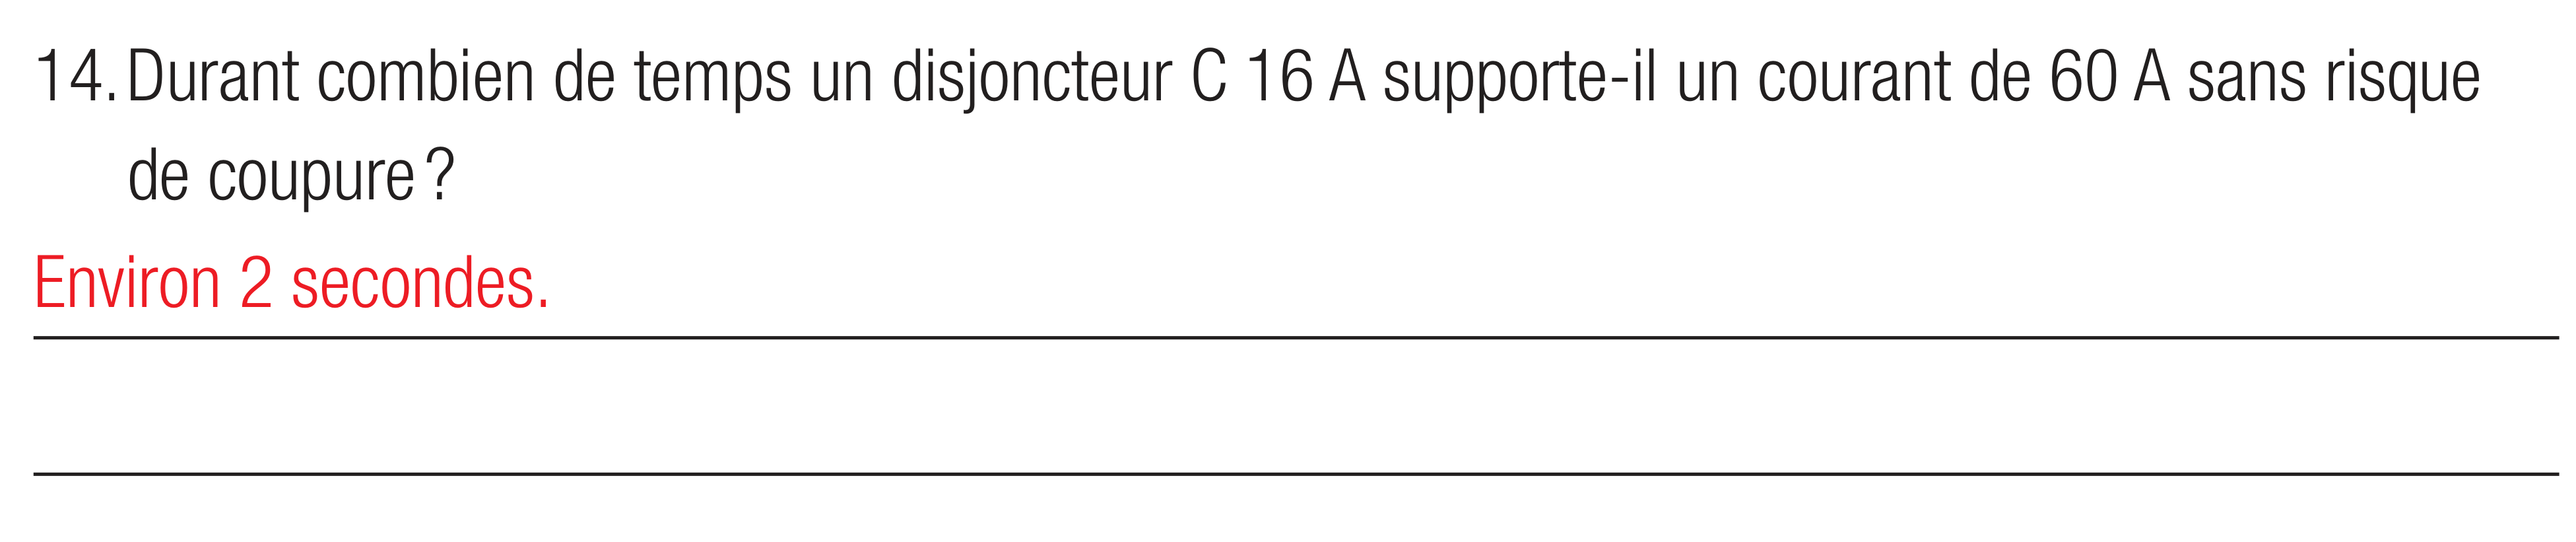 14. Durant combien de temps un disjoncteur C 16 A supporte-il un courant de 60 A sans risque
de coupure ?
Environ 2 secondes.